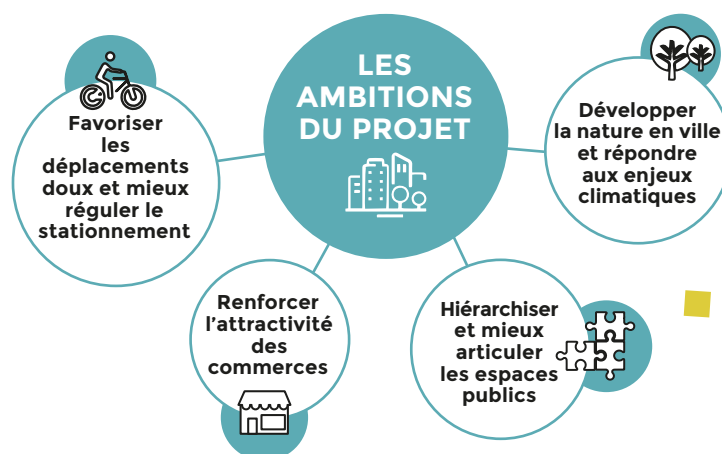 LES
AMBITIONS
DU PROJET
Favoriser
les
déplacements
doux et mieux
réguler le
stationnement
Développer
la nature en ville
et répondre
aux enjeux
climatiques
Renforcer
l’attractivité
des
commerces
Hiérarchiser
et mieux
articuler
les espaces
publics